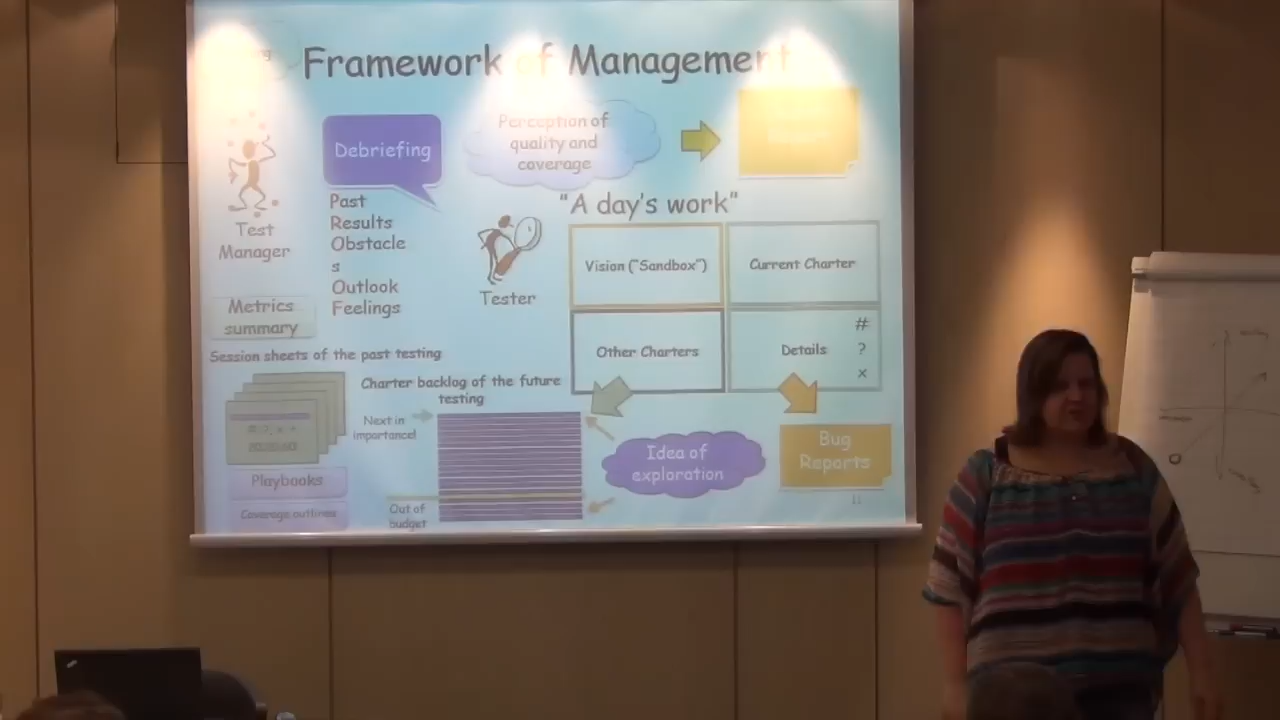 Framework of Management
Debriefing
Perception of
quality and
coverage
Past
Results
Obstacle
s
Outlook
Feelings
Test
Manager
Tester
"A day's work"
Vision ("Sandbox")
Current Charter
Other Charters
Details
#
?
x
Metrics
summary
Session sheets of the past testing
Charter backlog of the future
testing
Next in
importance!
Idea of
exploration
Bug
Reports
Playbooks
Coverage outlines
Out of
budget
11